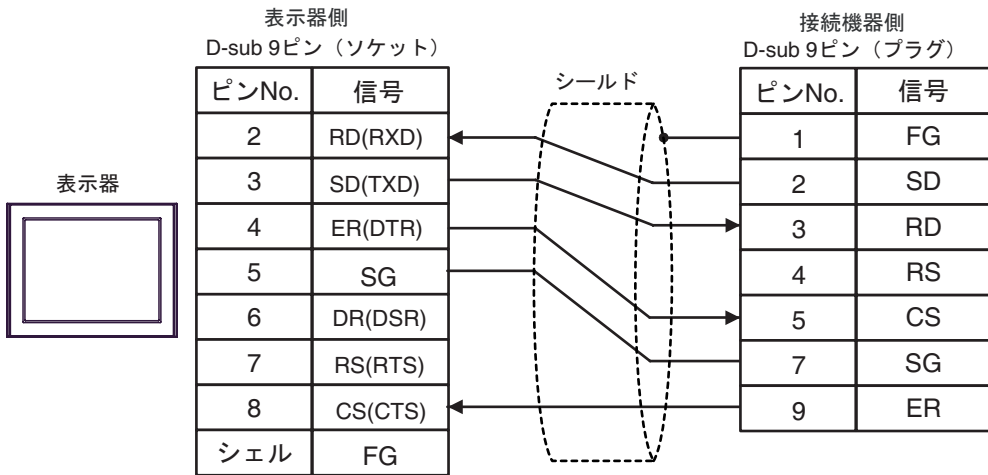 表示器側
D-sub 9ピン（ソケット）
ピンNo. 信号
2 RD(RXD)
3 SD(TXD)
4 ER(DTR)
5 SG
6 DR(DSR)
7 RS(RTS)
8 CS(CTS)
シェル FG
表示器
シールド
接続機器側
D-sub 9ピン（プラグ）
ピンNo. 信号
1 FG
2 SD
3 RD
4 RS
5 CS
7 SG
9 ER